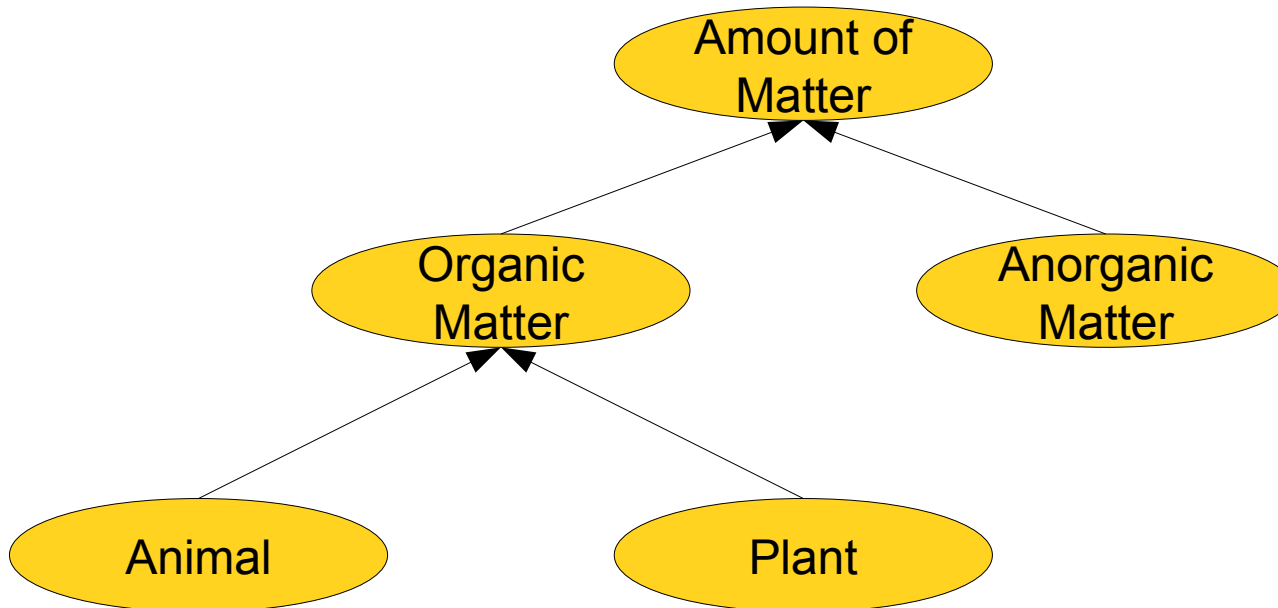 Amount of
Matter
Organic
Matter
Anorganic
Matter
Animal
Plant